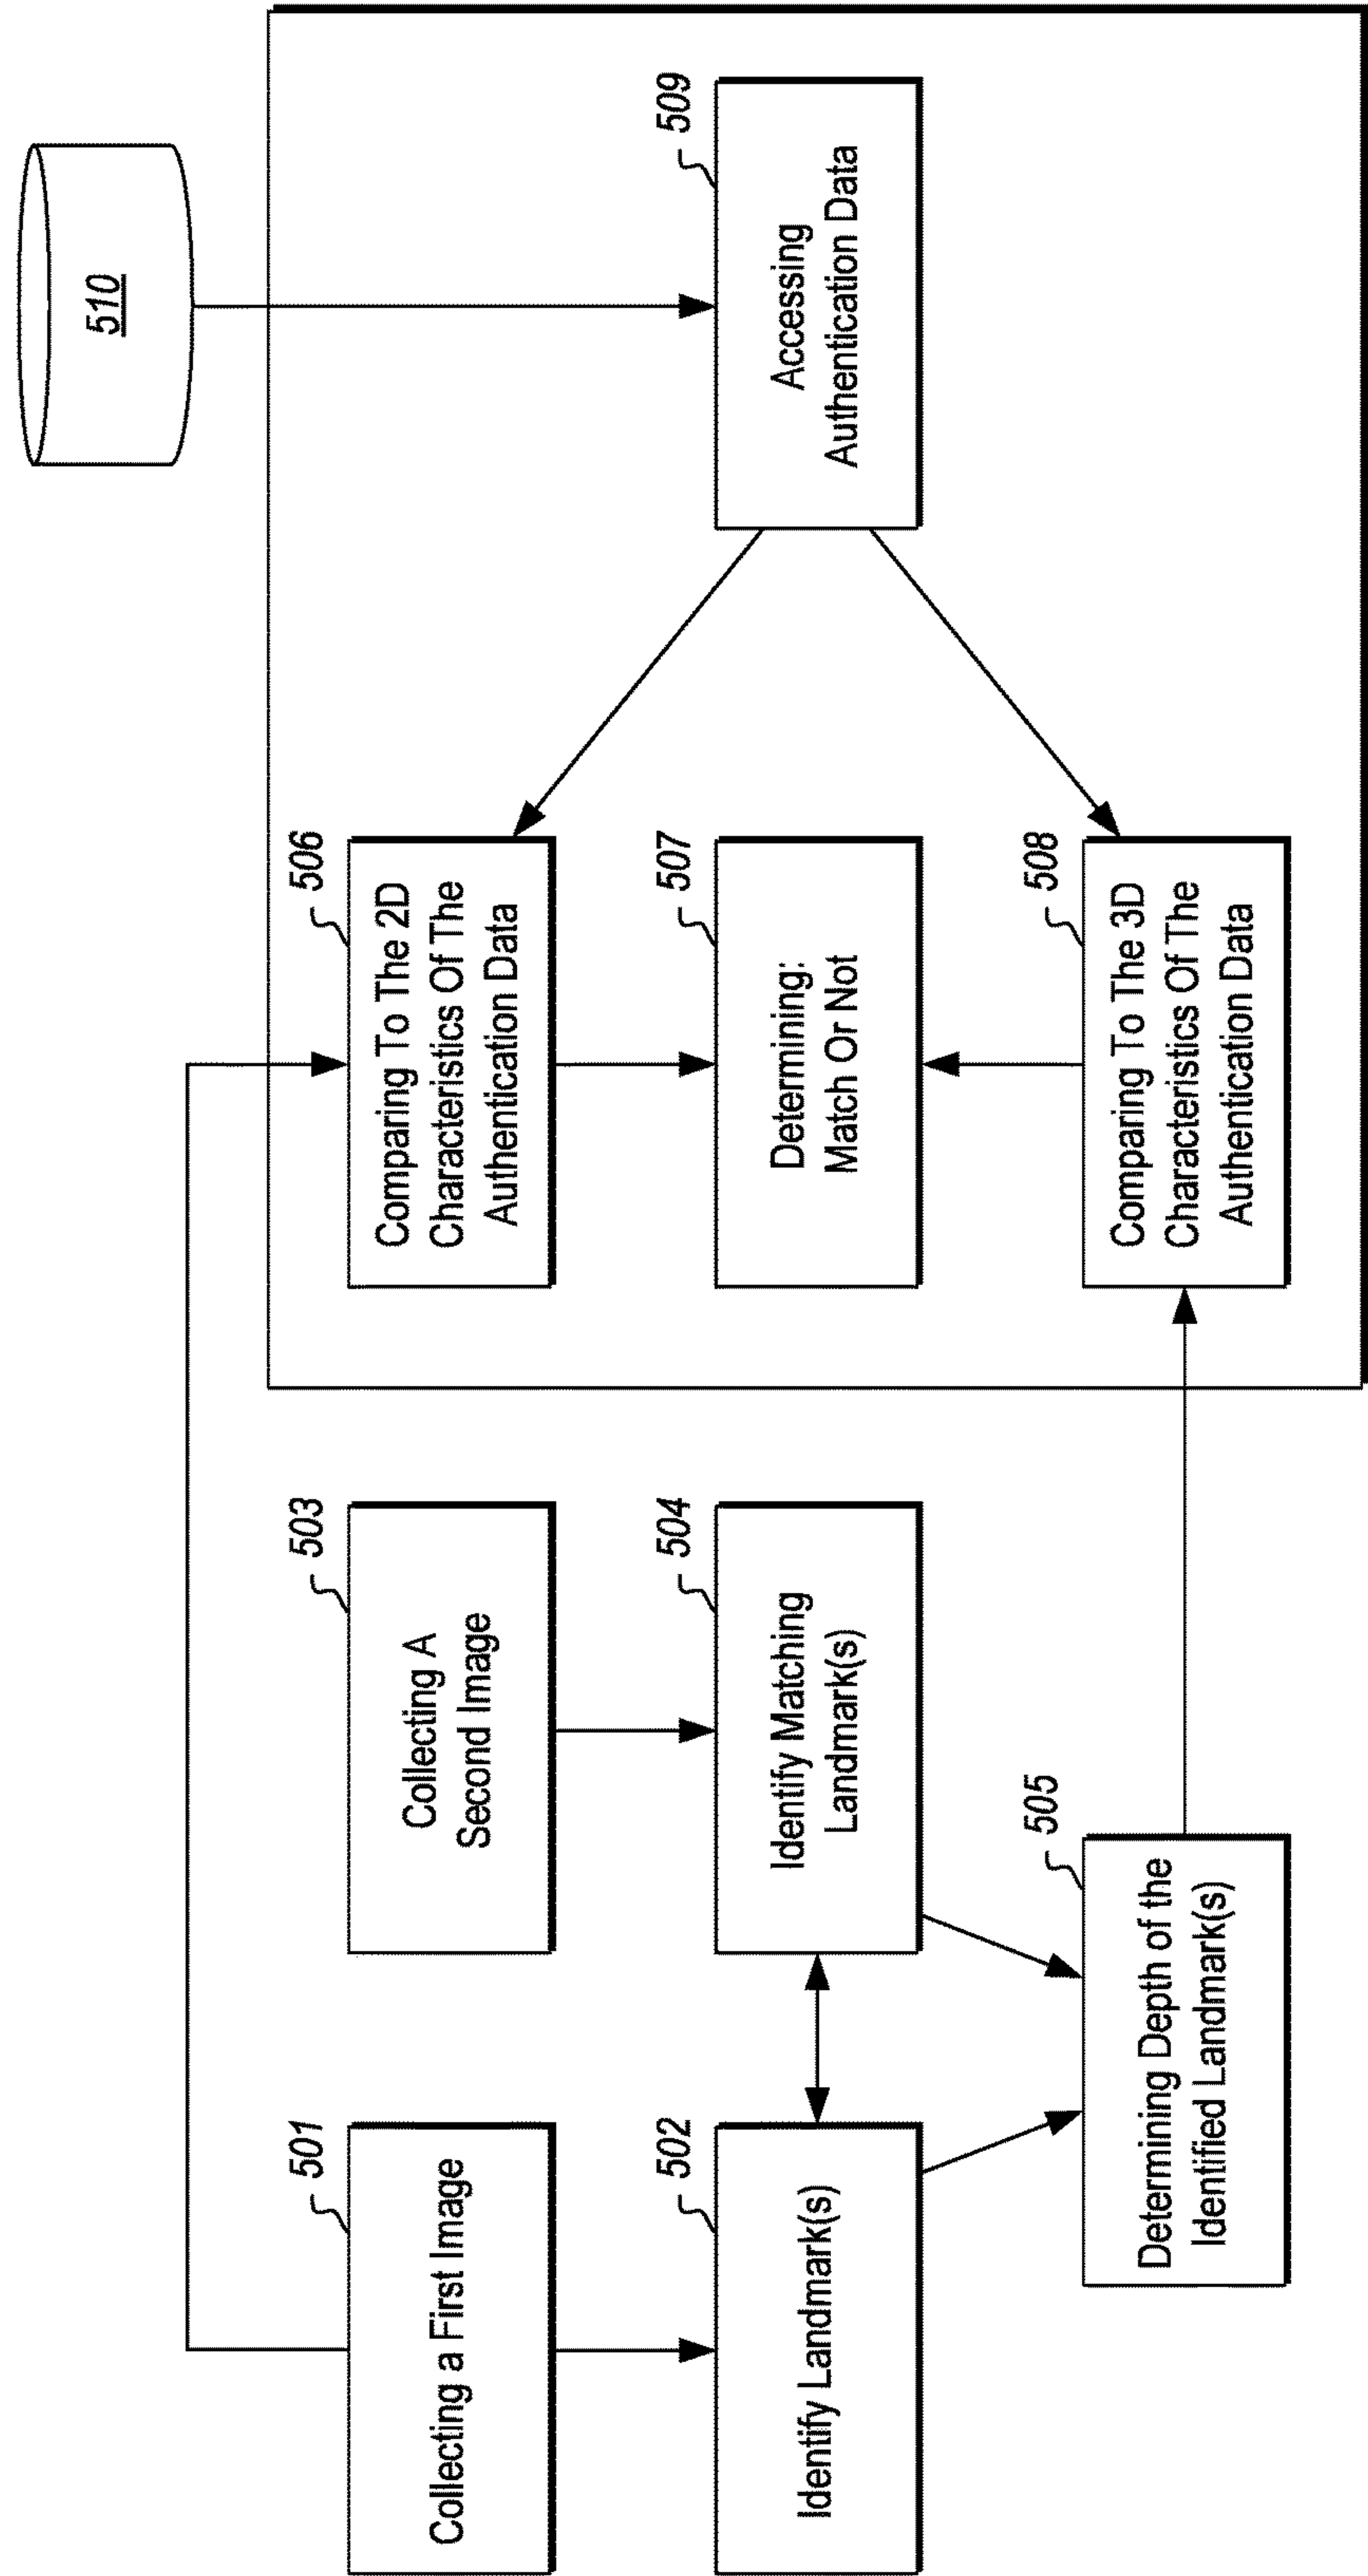 501
Collecting a First Image
502
Identify Landmark(s)
503
Collecting A
Second Image
504
Identify Matching
Landmark(s)
505
Determining Depth of the
Identified Landmark(s)
506
Comparing To The 2D
Characteristics Of The
Authentication Data
507
Determining:
Match Or Not
508
Comparing To The 3D
Characteristics Of The
Authentication Data
509
Accessing
Authentication Data
510